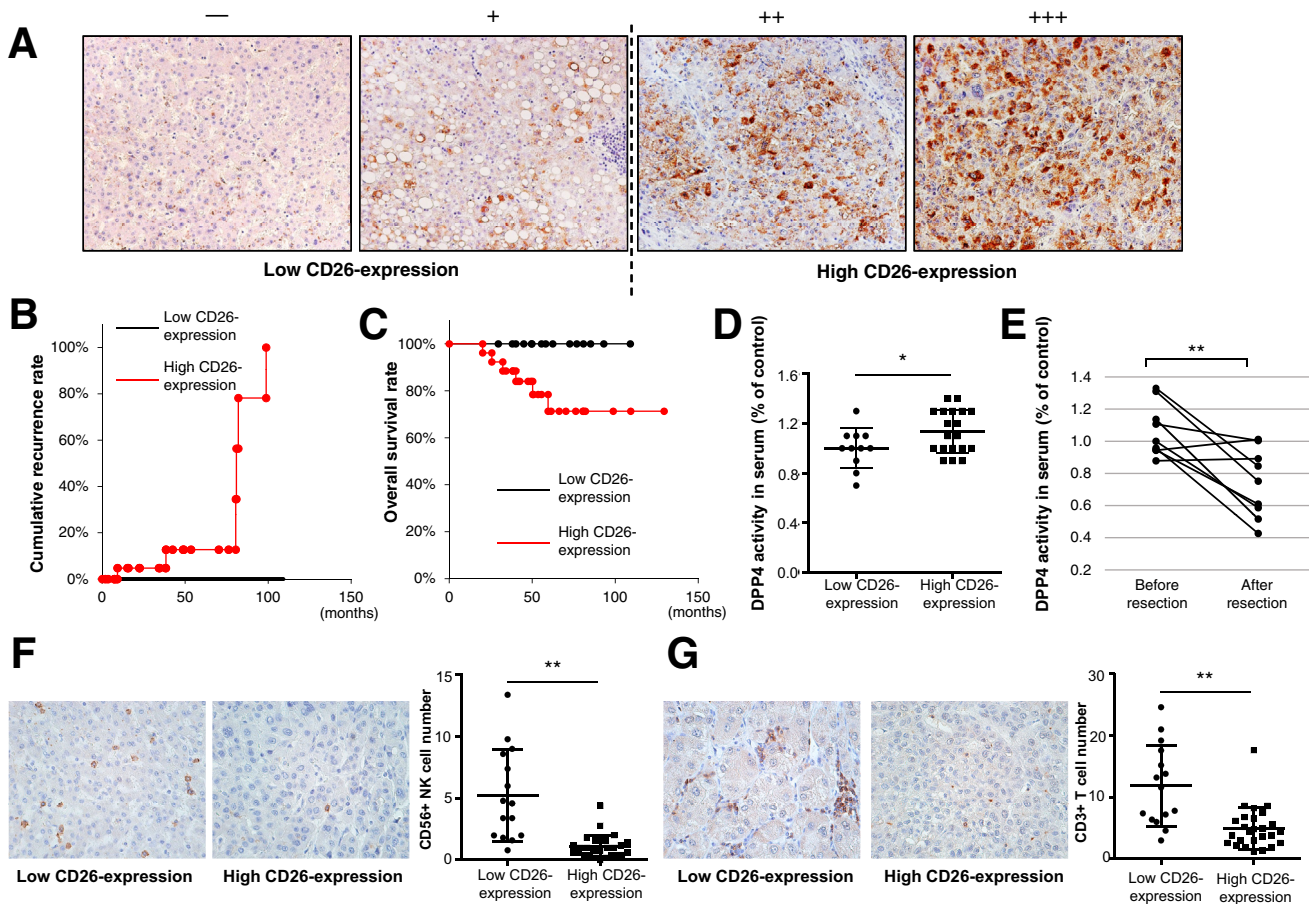 — + ++ +++
A
Low CD26-expression
High CD26-expression
B
Low CD26-
expression
High CD26-
expression
Cumulative recurrence rate
100%
80%
60%
40%
20%
0%
0 50 100 150
(months)
C
Overall survival rate
100%
80%
60%
40%
20%
0%
Low CD26-
expression
High CD26-
expression
0 50 100 150
(months)
D
DPP4 activity in serum (% of control)
*
1.6
1.2
0.8
0.4
0.0
Low CD26-
expression
High CD26-
expression
E
DPP4 activity in serum (% of control)
**
1.4
1.2
1.0
0.8
0.6
0.4
0.2
Before
resection
After
resection
F
Low CD26-expression
High CD26-expression
CD56+ NK cell number
**
15
10
5
0
Low CD26-
expression
High CD26-
expression
G
Low CD26-expression
High CD26-expression
CD3+ T cell number
**
30
20
10
0
Low CD26-
expression
High CD26-
expression